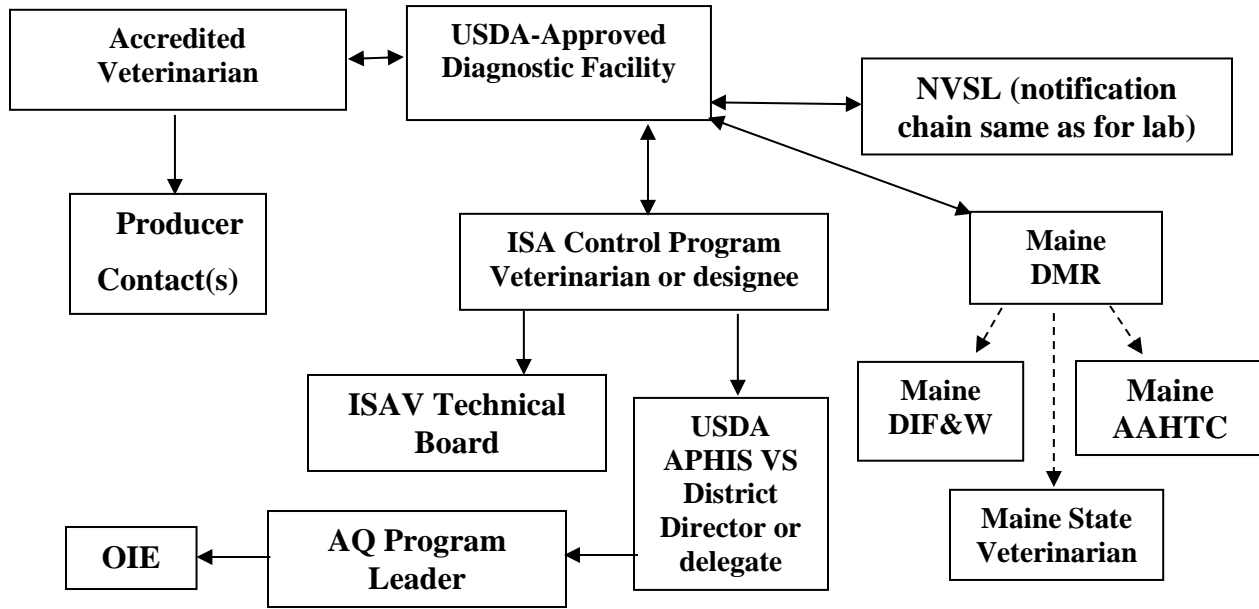 Accredited
Veterinarian
USDA-Approved
Diagnostic Facility
NVSL (notification
chain same as for lab)
Producer
Contact(s)
ISA Control Program
Veterinarian or designee
Maine
DMR
ISAV Technical
Board
USDA
APHIS VS
District
Director or
delegate
Maine
DIF&W
Maine
AAHTC
Maine State
Veterinarian
AQ Program
Leader
OIE